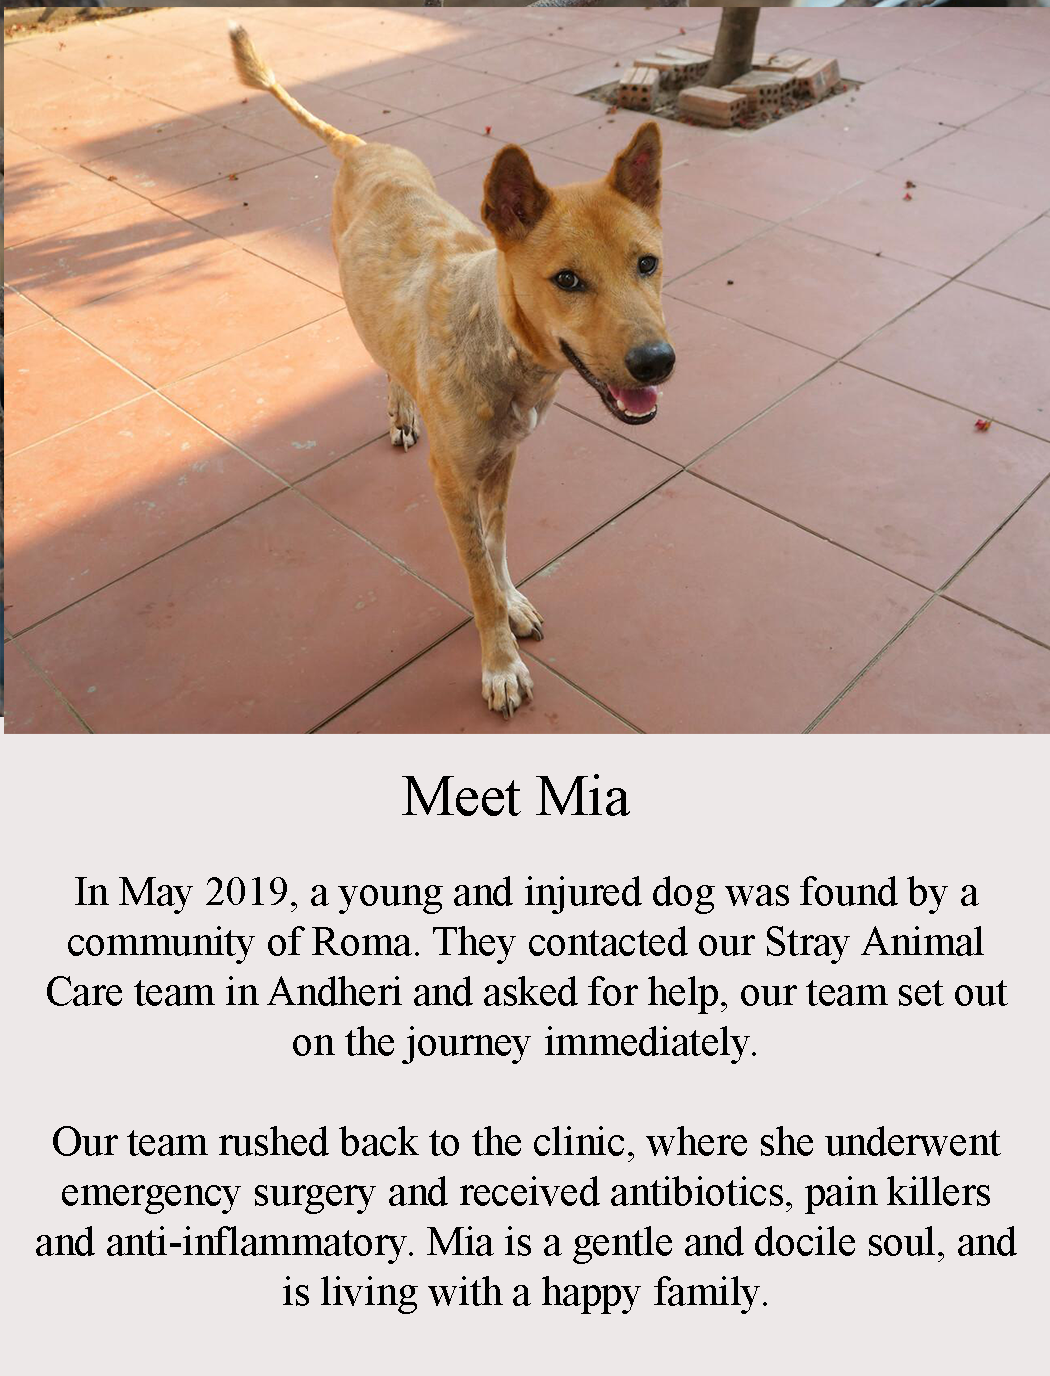 Meet Mia
In May 2019, a young and injured dog was found by a
community of Roma. They contacted our Stray Animal
Care team in Andheri and asked for help, our team set out
on the journey immediately.
Our team rushed back to the clinic, where she underwent
emergency surgery and received antibiotics, pain killers
and anti-inflammatory. Mia is a gentle and docile soul, and
is living with a happy family.